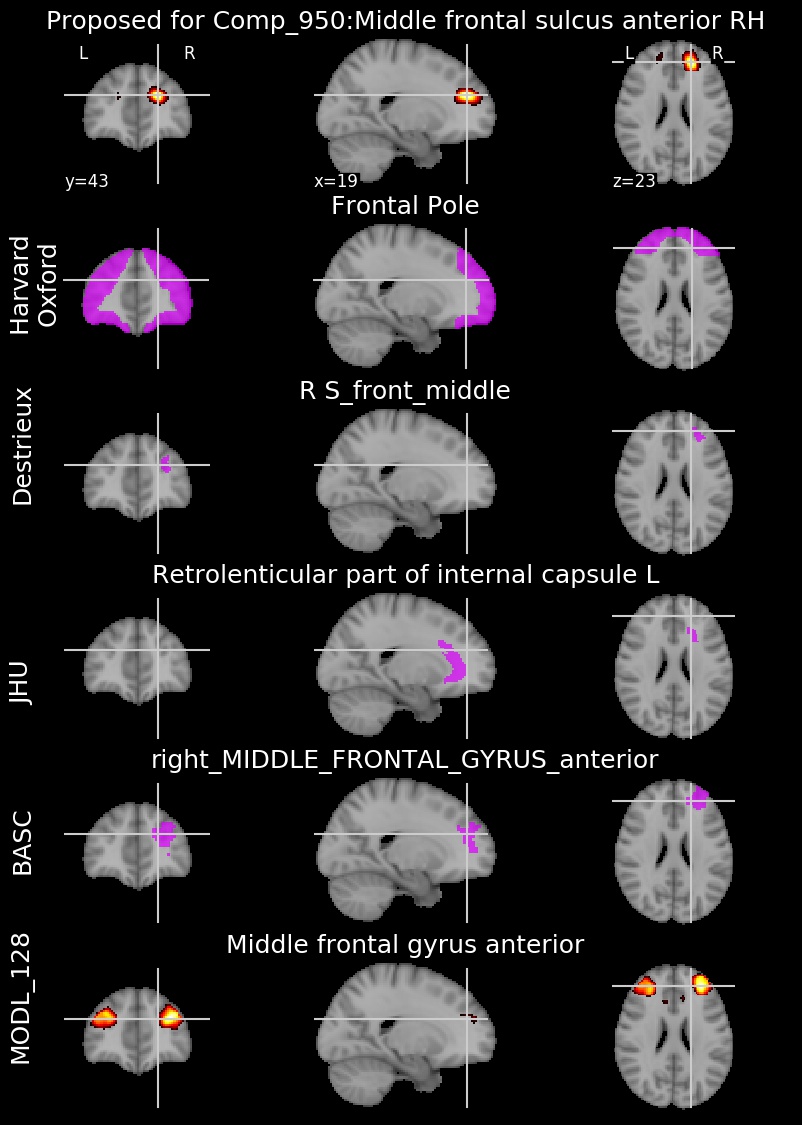 Proposed for Comp_950:Middle frontal sulcus anterior RH
L R
L R
y=43
x=19
z=23
Frontal Pole
Harvard
Oxford
R S_front_middle
Destrieux
Retrolenticular part of internal capsule L
JHU
right_MIDDLE_FRONTAL_GYRUS_anterior
BASC
Middle frontal gyrus anterior
MODL_128